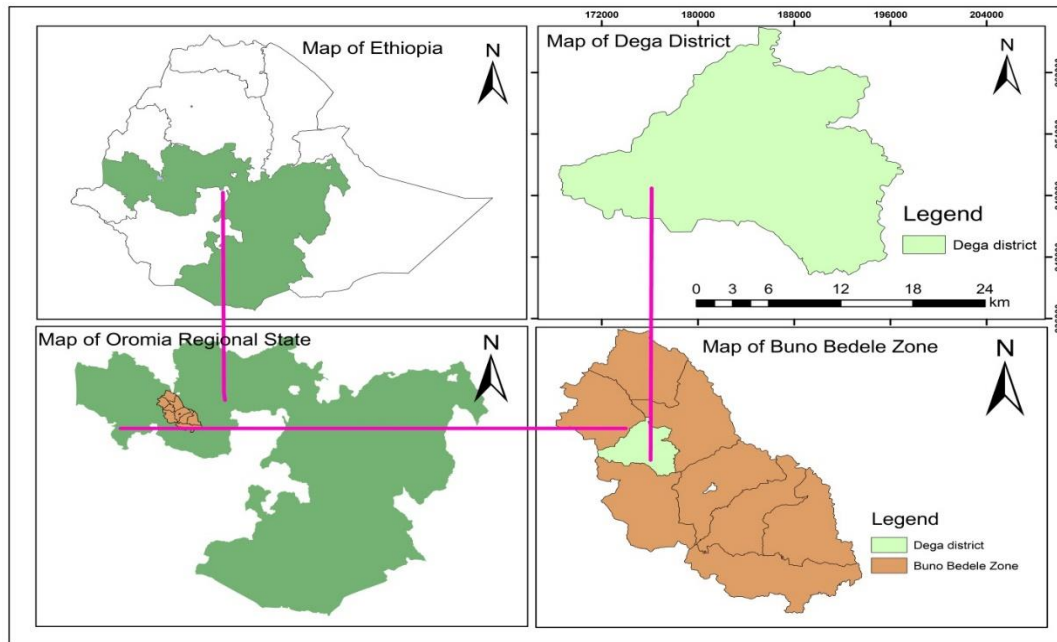 172000 180000 188000 196000 204000
Map of Ethiopia
N
Map of Dega District
N
Legend
Dega district
0 3 6 12 18 24
km
Map of Oromia Regional State
N
Map of Buno Bedele Zone
N
Legend
Dega district
Buno Bedele Zone